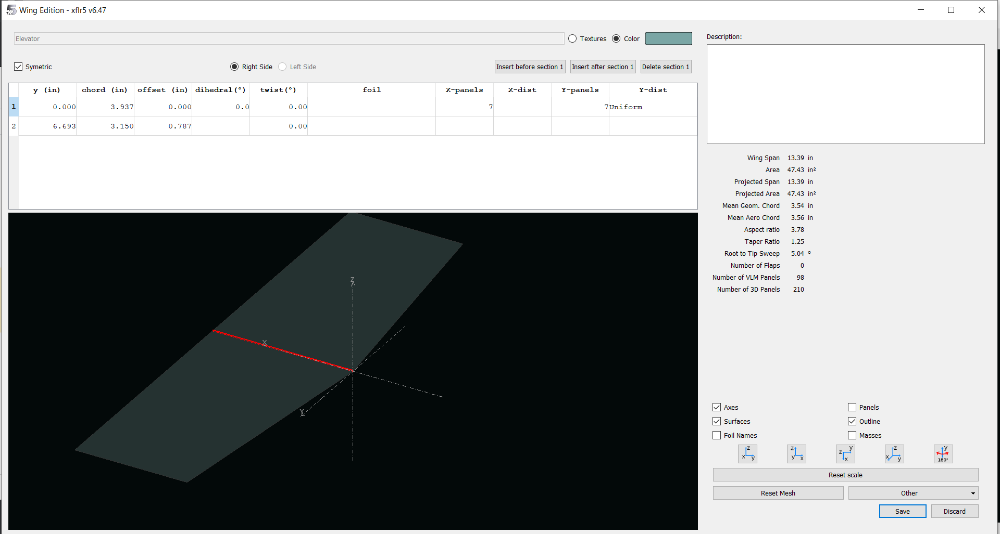 Wing Edition - xflr5 v6.47
Elevator
Textures
Color
Description:
Symetric
Right Side
Left Side
Insert before section 1
Insert after section 1
Delete section 1
y (in) chord (in) offset (in) dihedral(°) twist(°) foil X-panels X-dist Y-panels Y-dist
1 0.000 3.937 0.000 0.0 0.00 7 7 Uniform
2 6.693 3.150 0.787 0.00
Wing Span 13.39 in
Area 47.43 in²
Projected Span 13.39 in
Projected Area 47.43 in²
Mean Geom. Chord 3.54 in
Mean Aero Chord 3.56 in
Aspect ratio 3.78
Taper Ratio 1.25
Root to Tip Sweep 5.04 °
Number of Flaps 0
Number of VLM Panels 98
Number of 3D Panels 210
Z
X
Y
Axes
Panels
Surfaces
Outline
Foil Names
Masses
z x y
z y x
y z x
z x y
y 180°
Reset scale
Reset Mesh
Other
Save
Discard